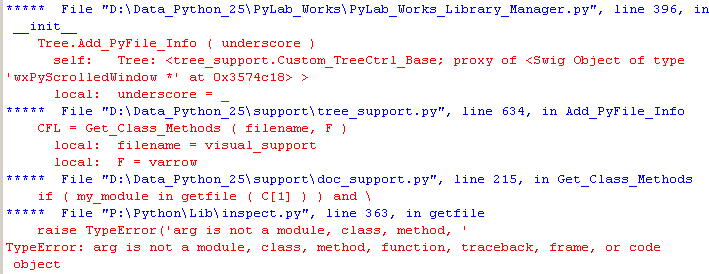 *****  File "D:\Data_Python_25\PyLab_Works\PyLab_Works_Library_Manager.py", line 396, in
 __init__
    Tree.Add_PyFile_Info ( underscore )
      self:   Tree: <tree_support.Custom_TreeCtrl_Base; proxy of <Swig Object of type
'wxPyScrolledWindow *' at 0x3574c18> >
      local:  underscore = _
*****  File "D:\Data_Python_25\support\tree_support.py", line 634, in Add_PyFile_Info
    CFL = Get_Class_Methods ( filename, F )
      local:  filename = visual_support
      local:  F = varrow
*****  File "D:\Data_Python_25\support\doc_support.py", line 215, in Get_Class_Methods
    if ( my_module in getfile ( C[1] ) ) and \
*****  File "P:\Python\Lib\inspect.py", line 363, in getfile
    raise TypeError('arg is not a module, class, method, '
TypeError: arg is not a module, class, method, function, traceback, frame, or code
 object